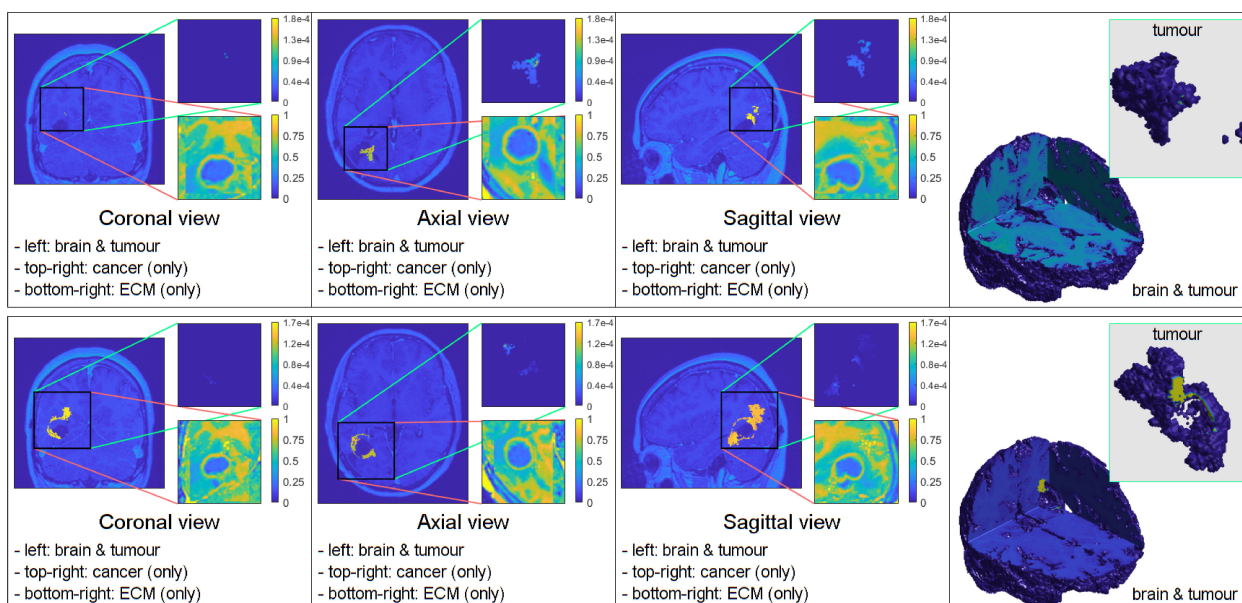 1.8e-4
1.3e-4
0.9e-4
0.4e-4
0
1
0.75
0.5
0.25
0
Coronal view
- left: brain & tumour
- top-right: cancer (only)
- bottom-right: ECM (only)
1.8e-4
1.3e-4
0.9e-4
0.4e-4
0
1
0.75
0.5
0.25
0
Axial view
- left: brain & tumour
- top-right: cancer (only)
- bottom-right: ECM (only)
1.8e-4
1.3e-4
0.9e-4
0.4e-4
0
1
0.75
0.5
0.25
0
Sagittal view
- left: brain & tumour
- top-right: cancer (only)
- bottom-right: ECM (only)
tumour
brain & tumour
1.7e-4
1.2e-4
0.8e-4
0.4e-4
0
1
0.75
0.5
0.25
0
Coronal view
- left: brain & tumour
- top-right: cancer (only)
- bottom-right: ECM (only)
1.7e-4
1.2e-4
0.8e-4
0.4e-4
0
1
0.75
0.5
0.25
0
Axial view
- left: brain & tumour
- top-right: cancer (only)
- bottom-right: ECM (only)
1.7e-4
1.2e-4
0.8e-4
0.4e-4
0
1
0.75
0.5
0.25
0
Sagittal view
- left: brain & tumour
- top-right: cancer (only)
- bottom-right: ECM (only)
tumour
brain & tumour